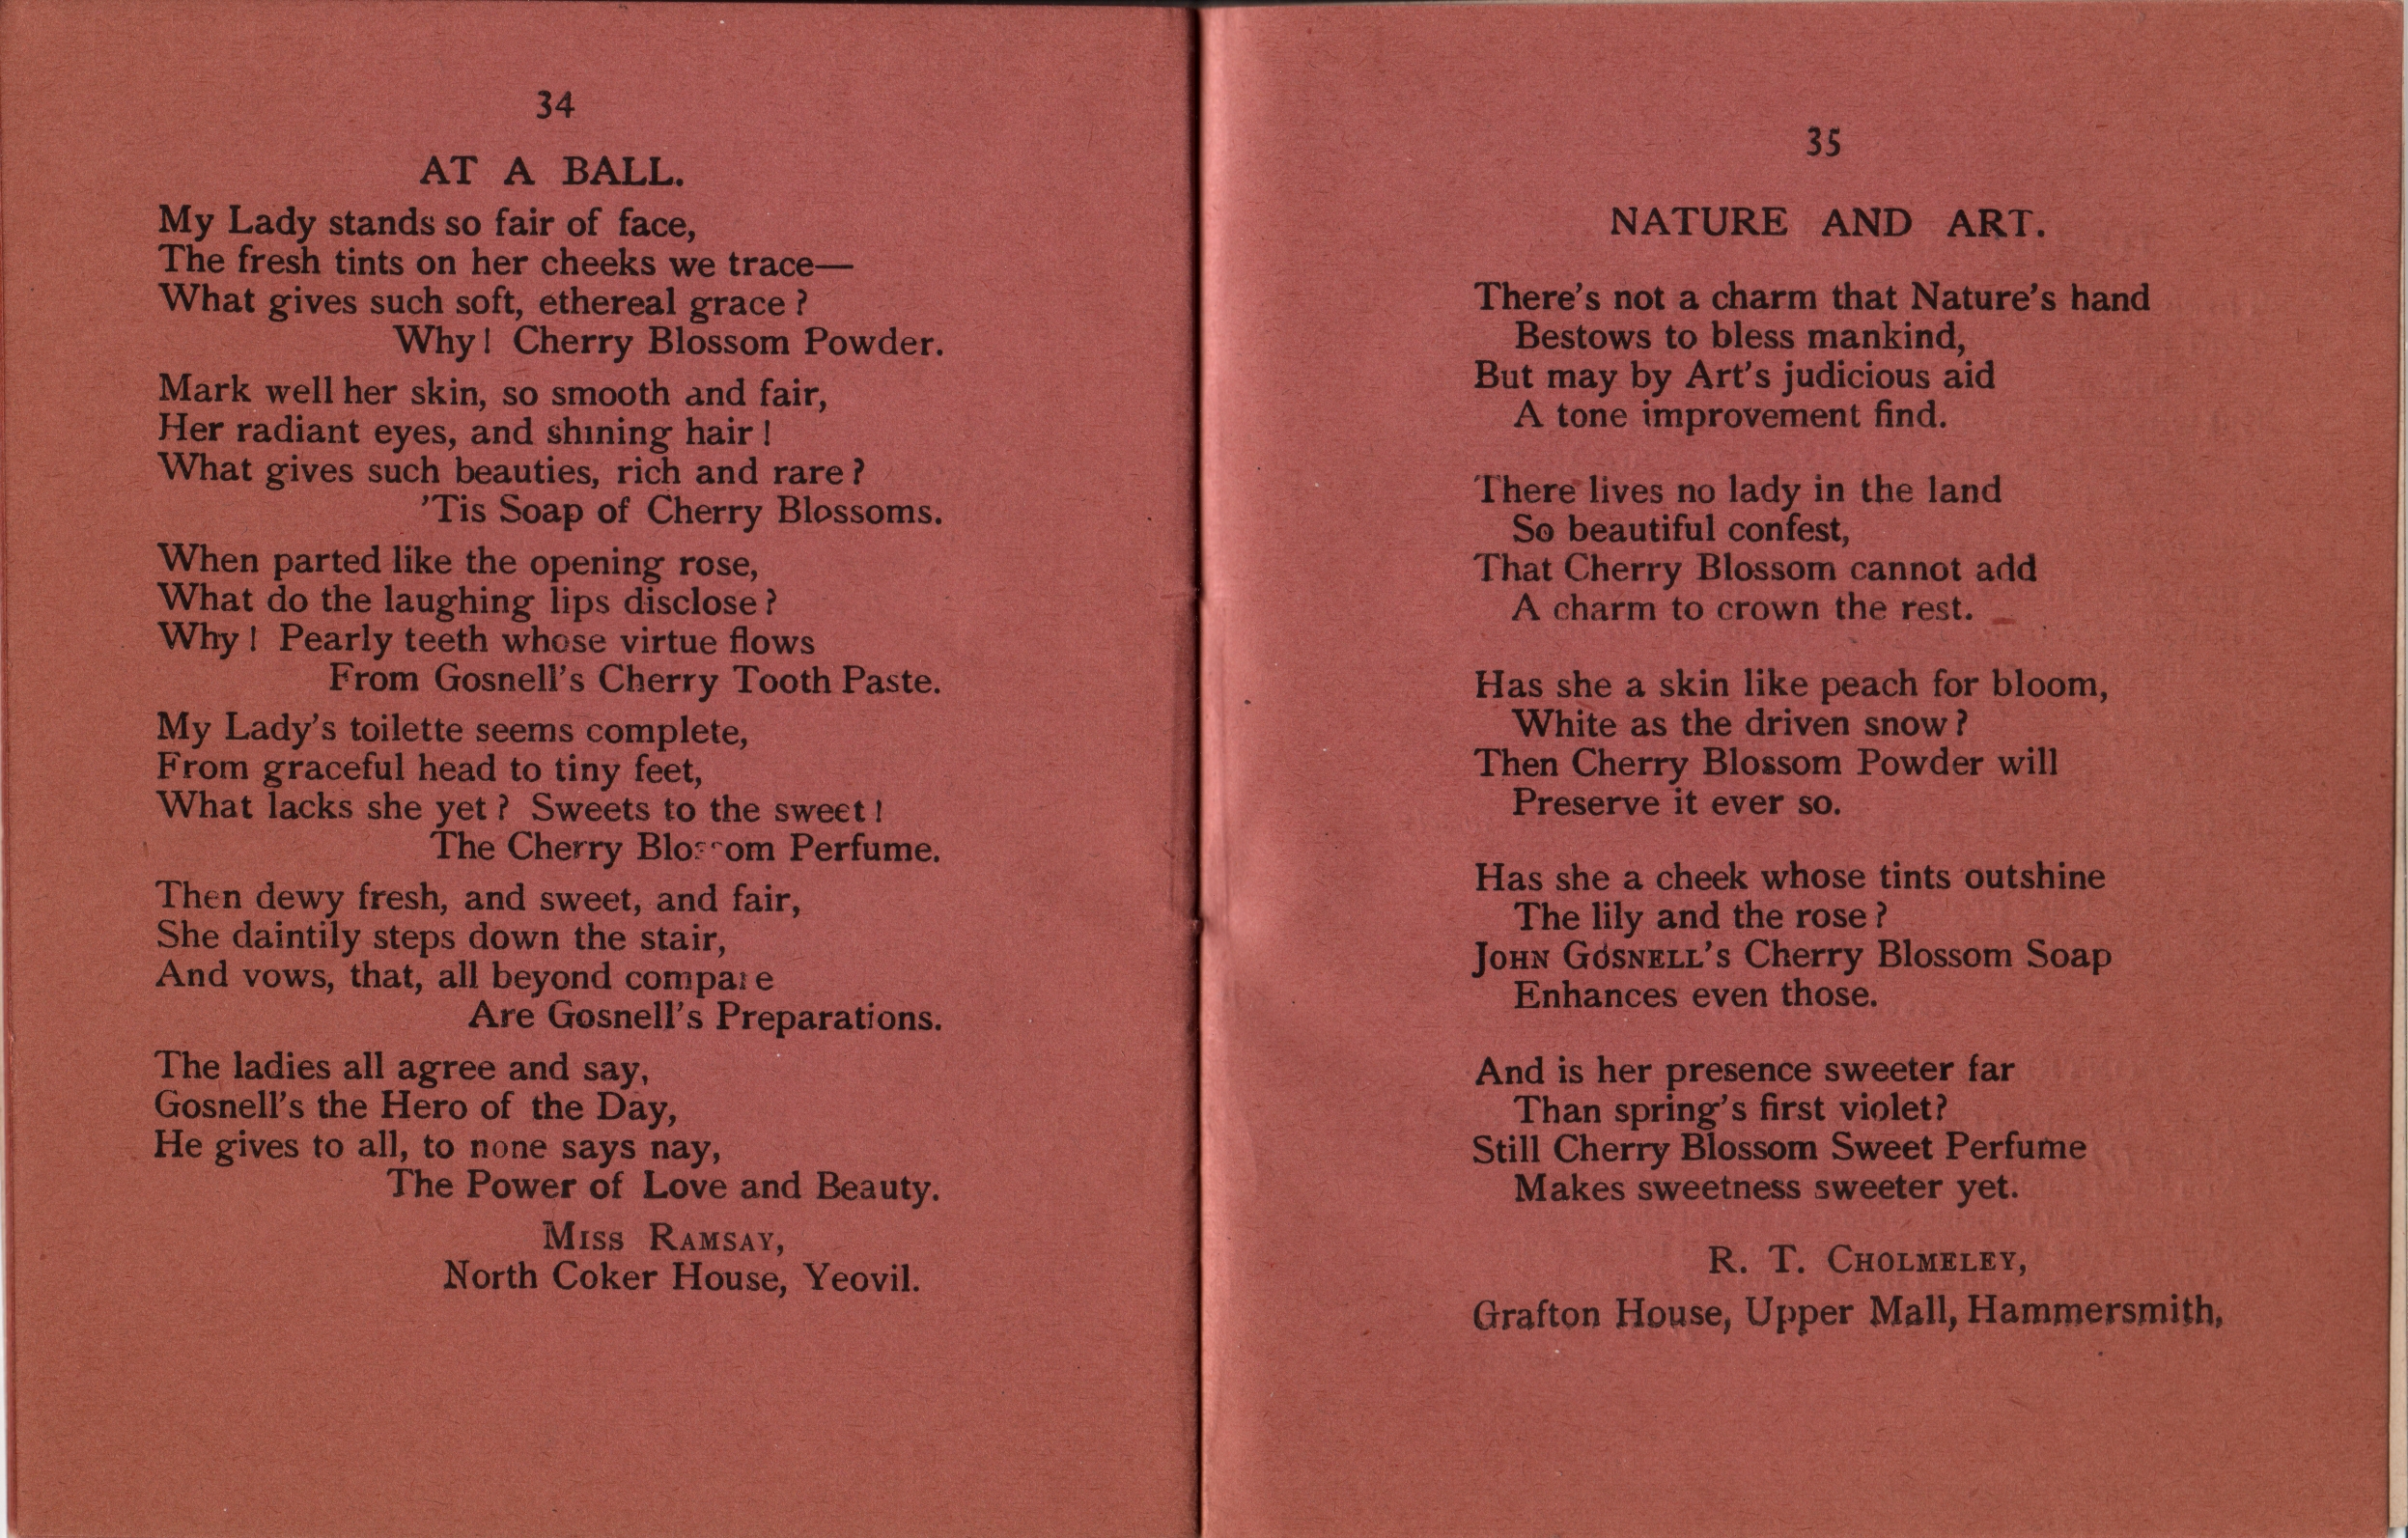 34
AT A BALL.
My Lady stands so fair of face,
The fresh tints on her cheeks we trace—
What gives such soft, ethereal grace ?
Why ! Cherry Blossom Powder.
Mark well her skin, so smooth and fair,
Her radiant eyes, and shining hair !
What gives such beauties, rich and rare ?
'Tis Soap of Cherry Blossoms.
When parted like the opening rose,
What do the laughing lips disclose ?
Why ! Pearly teeth whose virtue flows
From Gosnell's Cherry Tooth Paste.
My Lady's toilette seems complete,
From graceful head to tiny feet,
What lacks she yet ? Sweets to the sweet !
The Cherry Blossom Perfume.
Then dewy fresh, and sweet, and fair,
She daintily steps down the stair,
And vows, that, all beyond compare
Are Gosnell's Preparations.
The ladies all agree and say,
Gosnell's the Hero of the Day,
He gives to all, to none says nay,
The Power of Love and Beauty.
MISS RAMSAY,
North Coker House, Yeovil.
35
NATURE AND ART.
There's not a charm that Nature's hand
Bestows to bless mankind,
But may by Art's judicious aid
A tone improvement find.
There lives no lady in the land
So beautiful confest,
That Cherry Blossom cannot add
A charm to crown the rest.
Has she a skin like peach for bloom,
White as the driven snow ?
Then Cherry Blossom Powder will
Preserve it ever so.
Has she a cheek whose tints outshine
The lily and the rose ?
JOHN GOSNELL'S Cherry Blossom Soap
Enhances even those.
And is her presence sweeter far
Than spring's first violet?
Still Cherry Blossom Sweet Perfume
Makes sweetness sweeter yet.
R. T. CHOLMELEY,
Grafton House, Upper Mall, Hammersmith,